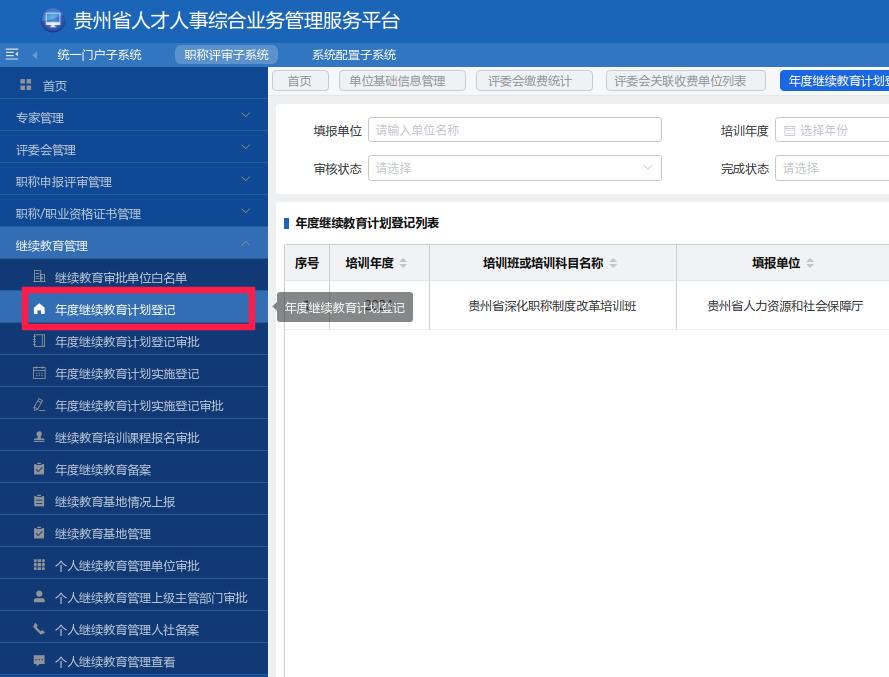 贵州省人才人事综合业务管理服务平台
统一门户子系统 职称评审子系统 系统配置子系统
首页
专家管理
评委会管理
职称申报评审管理
职称/职业资格证书管理
继续教育管理
继续教育审批单位白名单
年度继续教育计划登记
年度继续教育计划登记审批
年度继续教育计划实施登记
年度继续教育计划实施登记审批
继续教育培训课程报名审批
年度继续教育备案
继续教育基地情况上报
继续教育基地管理
个人继续教育管理单位审批
个人继续教育管理上级主管部门审批
个人继续教育管理人社备案
个人继续教育管理查看
首页 单位基础信息管理 评委会缴费统计 评委会关联收费单位列表 年度继续教育计划登
填报单位 请输入单位名称 培训年度 选择年份
审核状态 请选择 完成状态 请选择
年度继续教育计划登记列表
序号 培训年度 培训班或培训科目名称 填报单位
年度继续教育计划登记 贵州省深化职称制度改革培训班 贵州省人力资源和社会保障厅